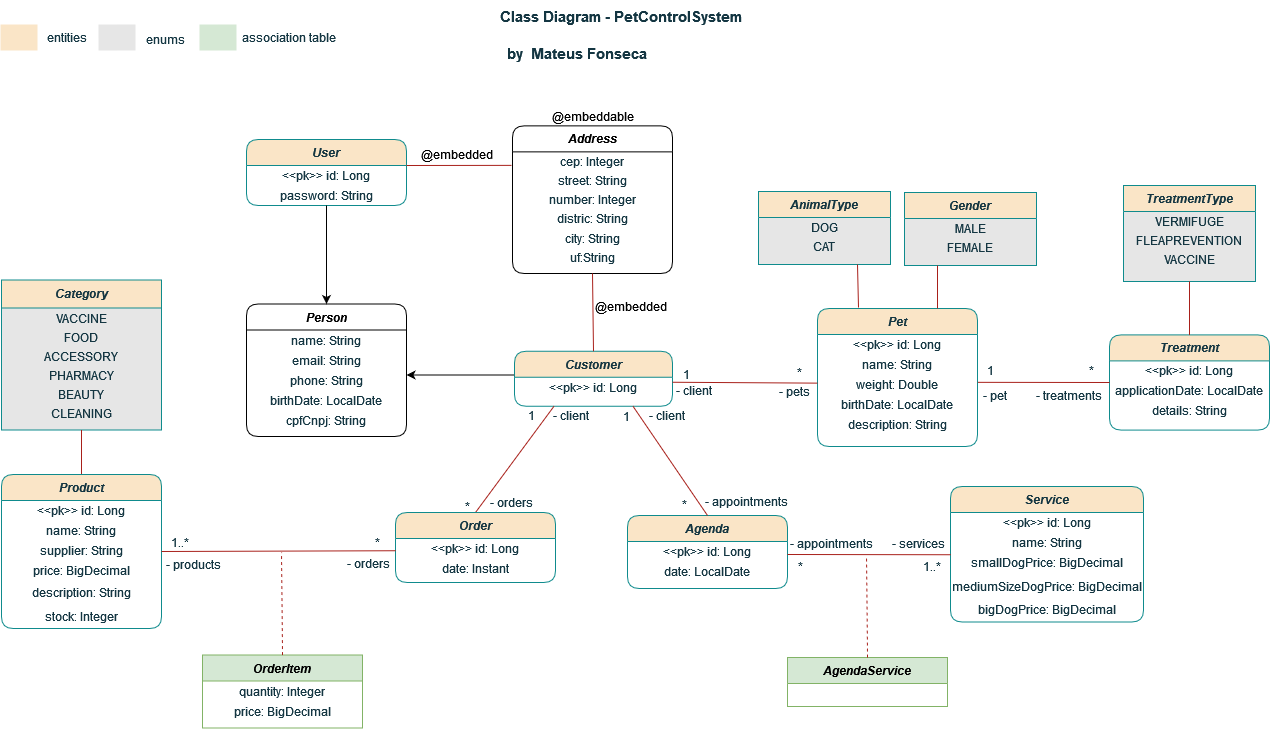 Class Diagram - PetControlSystem
by Mateus Fonseca
entities
enums
association table
User
<<pk>> id: Long
password: String
@embedded
@embeddable
Address
cep: Integer
street: String
number: Integer
distric: String
city: String
uf:String
@embedded
AnimalType
DOG
CAT
Gender
MALE
FEMALE
TreatmentType
VERMIFUGE
FLEAPREVENTION
VACCINE
Category
VACCINE
FOOD
ACCESSORY
PHARMACY
BEAUTY
CLEANING
Person
name: String
email: String
phone: String
birthDate: LocalDate
cpfCnpj: String
Customer
<<pk>> id: Long
1
- client
*
- pets
Pet
<<pk>> id: Long
name: String
weight: Double
birthDate: LocalDate
description: String
1
- pet
*
- treatments
Treatment
<<pk>> id: Long
applicationDate: LocalDate
details: String
1
- client
1
- client
*
- orders
*
- appointments
Product
<<pk>> id: Long
name: String
supplier: String
price: BigDecimal
description: String
stock: Integer
1..*
- products
*
- orders
Order
<<pk>> id: Long
date: Instant
Agenda
<<pk>> id: Long
date: LocalDate
- appointments
*
- services
1..*
Service
<<pk>> id: Long
name: String
smallDogPrice: BigDecimal
mediumSizeDogPrice: BigDecimal
bigDogPrice: BigDecimal
OrderItem
quantity: Integer
price: BigDecimal
AgendaService